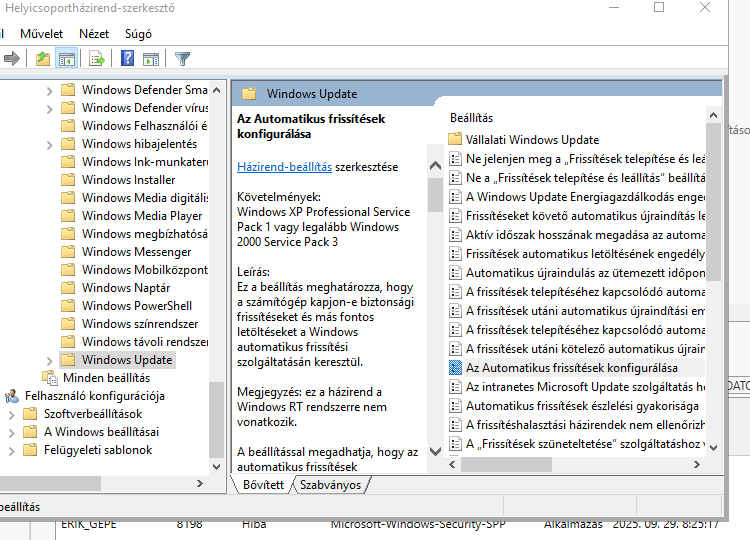 Helyicsoportházirend-szerkesztő
Művelet Nézet Súgó
Windows Defender Sma
Windows Defender vírus
Windows Felhasználói é
Windows hibajelentés
Windows Ink-munkateru
Windows Installer
Windows Media digitális
Windows Media Player
Windows megbízhatósá
Windows Messenger
Windows Mobilközpont
Windows Naptár
Windows PowerShell
Windows színrendszer
Windows távoli rendszer
Windows Update
Minden beállítás
Felhasználó konfigurációja
Szoftverbeállítások
A Windows beállításai
Felügyeleti sablonok
Windows Update
Az Automatikus frissítések
konfigurálása
Házirend-beállítás szerkesztése
Követelmények:
Windows XP Professional Service
Pack 1 vagy legalább Windows
2000 Service Pack 3
Leírás:
Ez a beállítás meghatározza, hogy
a számítógép kapjon-e biztonsági
frissítéseket és más fontos
letöltéseket a Windows
automatikus frissítési
szolgáltatásán keresztül.
Megjegyzés: ez a házirend a
Windows RT rendszerre nem
vonatkozik.
A beállítással megadhatja, hogy az
automatikus frissítések
Beállítás
Vállalati Windows Update
Ne jelenjen meg a „Frissítések telepítése és leá
Ne a „Frissítések telepítése és leállítás” beállítá
A Windows Update Energiagazdálkodás enge
Frissítéseket követő automatikus újraindítás le
Aktív időszak hosszának megadása az automa
Frissítések automatikus letöltésének engedély
Automatikus újraindulás az ütemezett időpon
A frissítések telepítéséhez kapcsolódó automa
A frissítések utáni automatikus újraindítási em
A frissítések telepítéséhez kapcsolódó automa
A frissítések utáni kötelező automatikus újrain
Az Automatikus frissítések konfigurálása
Az intranetes Microsoft Update szolgáltatás he
Automatikus frissítések észlelési gyakorisága
A frissítéshalasztási házirendek nem ellenőrizh
A „Frissítések szüneteltetése” szolgáltatáshoz v
Bővített Szabványos
beállítás
ERIK_GEPE 8198 Hiba Microsoft-Windows-Security-SPP Alkalmazás 2025. 09. 29. 8:25:17